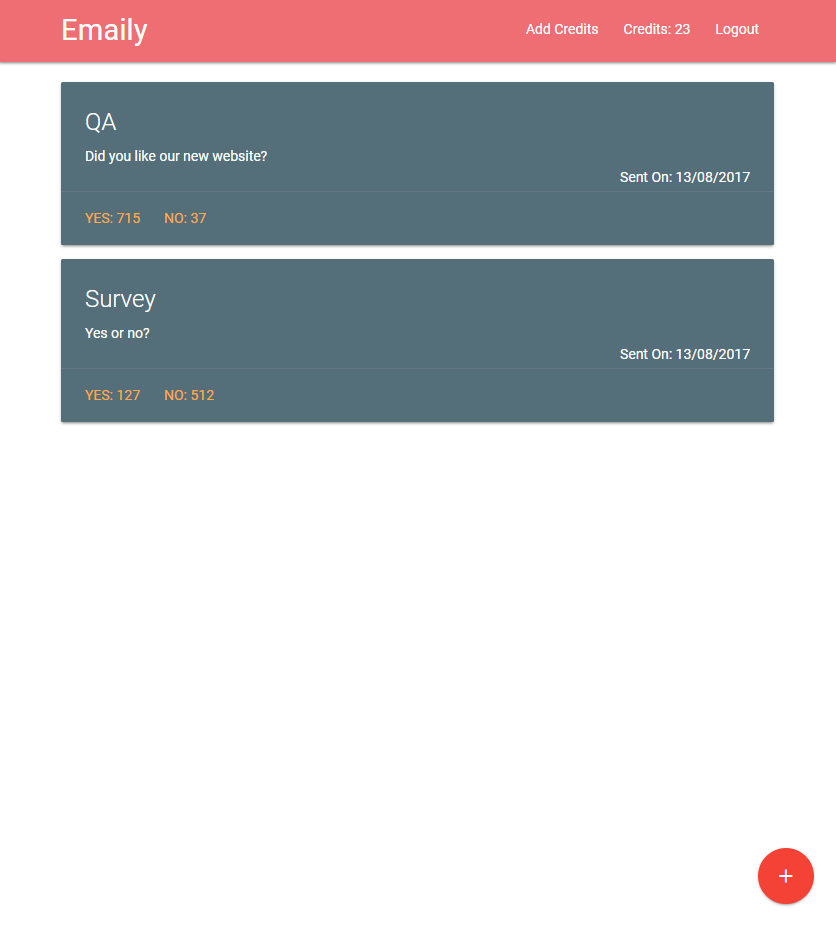 Emaily
Add Credits Credits: 23 Logout
QA
Did you like our new website?
Sent On: 13/08/2017
YES: 715 NO: 37
Survey
Yes or no?
Sent On: 13/08/2017
YES: 127 NO: 512
+